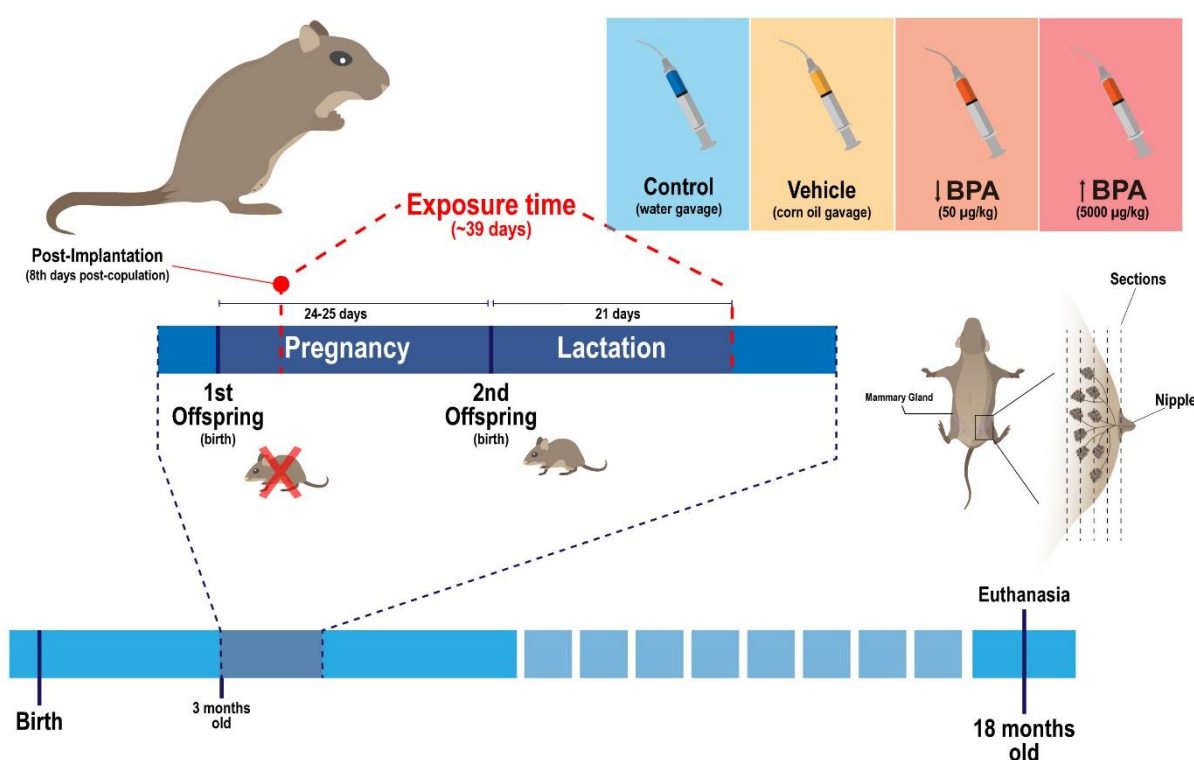 Control
(water gavage)
Vehicle
(corn oil gavage)
↓BPA
(50 µg/kg)
↑BPA
(5000 µg/kg)
Exposure time
(~39 days)
Post-Implantation
(8th days post-copulation)
24-25 days
21 days
Pregnancy
Lactation
1st
Offspring
(birth)
2nd
Offspring
(birth)
Sections
Mammary Gland
Nipple
Euthanasia
Birth
3 months
old
18 months
old